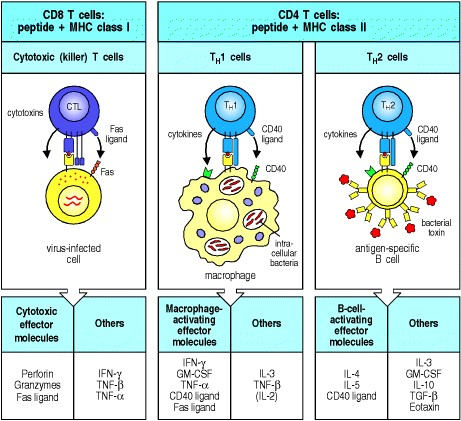 CD8 T cells:
peptide + MHC class I
CD4 T cells:
peptide + MHC class II
Cytotoxic (killer) T cells
TH1 cells
TH2 cells
CTL
cytotoxins
Fas
ligand
Fas
virus-infected
cell
TH1
cytokines
CD40
ligand
CD40
intra-
cellular
bacteria
macrophage
TH2
cytokines
CD40
ligand
CD40
bacterial
toxin
antigen-specific
B cell
Cytotoxic
effector
molecules
Others
Perforin
Granzymes
Fas ligand
IFN-γ
TNF-β
TNF-α
Macrophage-
activating
effector
molecules
Others
IFN-γ
GM-CSF
TNF-α
CD40 ligand
Fas ligand
IL-3
TNF-β
(IL-2)
B-cell-
activating
effector
molecules
Others
IL-4
IL-5
CD40 ligand
IL-3
GM-CSF
IL-10
TGF-β
Eotaxin